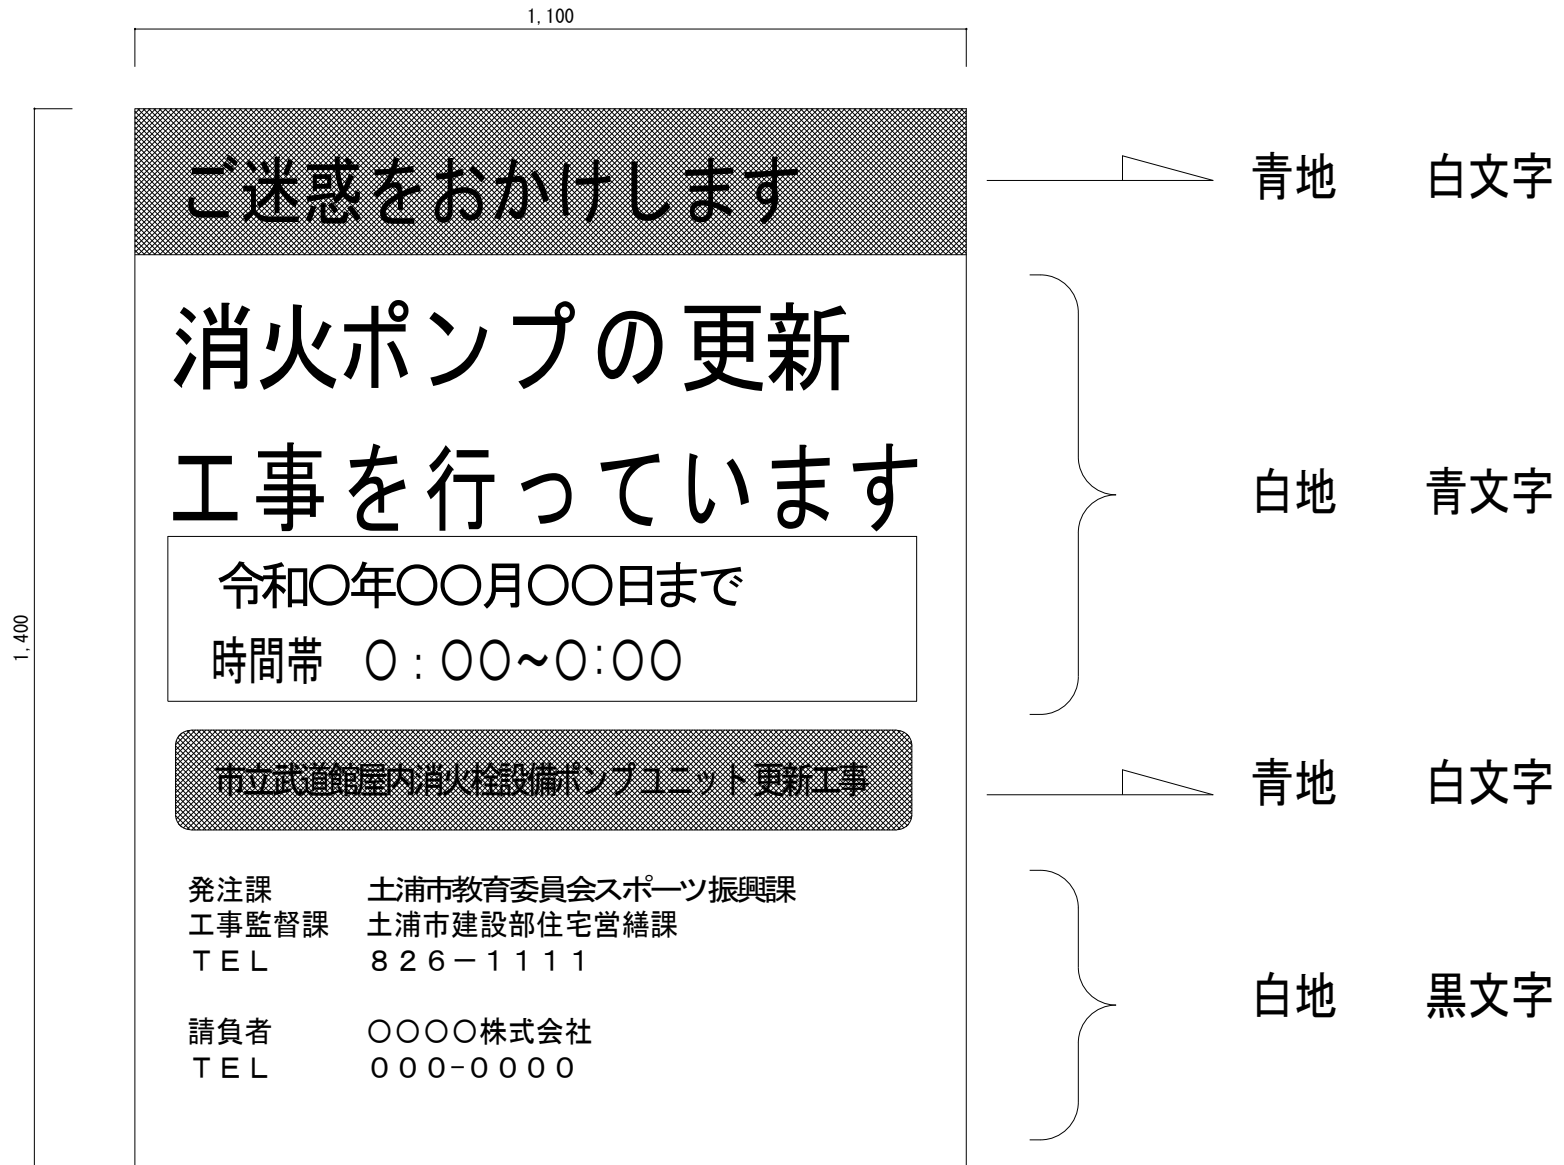 1,100
ご迷惑をおかけします
青地 白文字
消火ポンプの更新
工事を行っています
白地 青文字
令和〇年〇〇月〇〇日まで
時間帯 ０：００～０：００
1,400
市立武道館屋内消火栓設備ポンプユニット更新工事
青地 白文字
発注課 土浦市教育委員会スポーツ振興課
工事監督課 土浦市建設部住宅営繕課
ＴＥＬ ８２６－１１１１
白地 黒文字
請負者 〇〇〇〇株式会社
ＴＥＬ ０００-００００